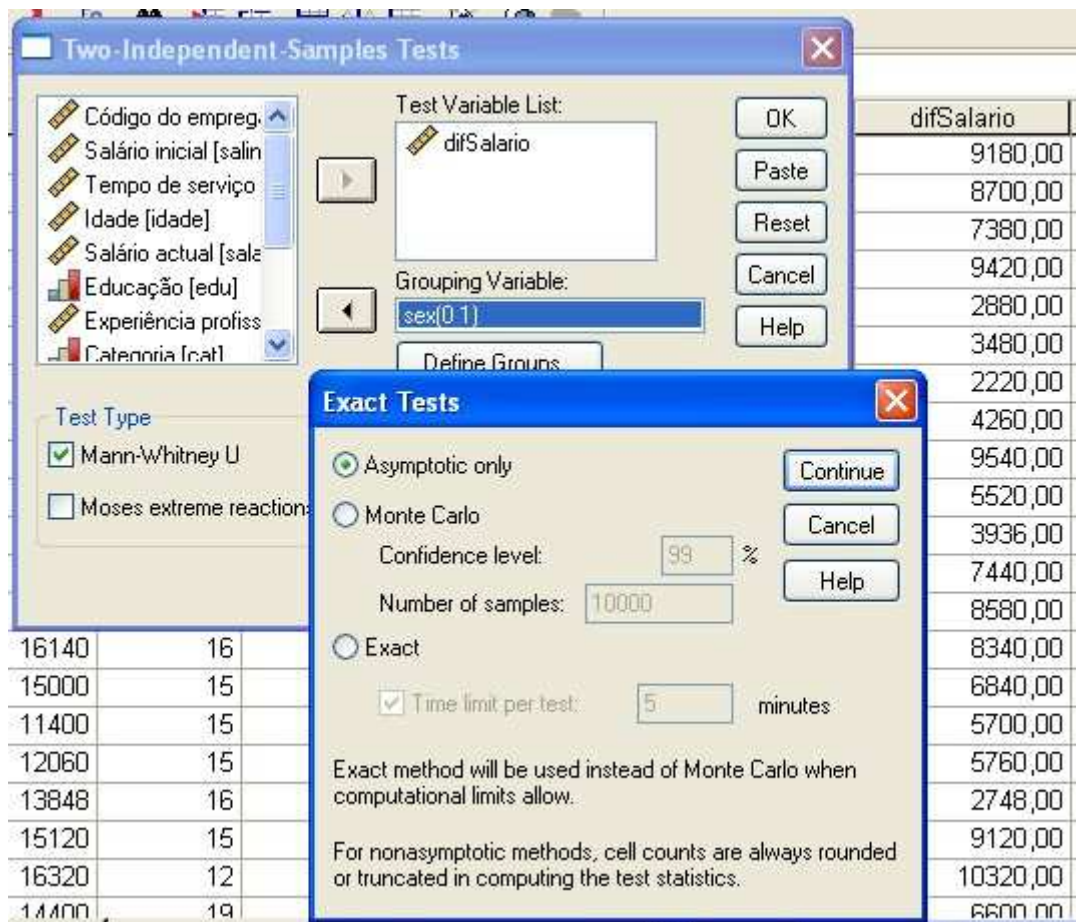 Two-Independent-Samples Tests
Código do empreg.
Salário inicial [salin
Tempo de serviço
Idade [idade]
Salário actual [sala
Educação [edu]
Experiência profiss
Categoria [cat]
Test Variable List:
difSalario
Grouping Variable:
sex(0 1)
Define Groups
OK
Paste
Reset
Cancel
Help
Test Type
Mann-Whitney U
Moses extreme reactions
Exact Tests
Asymptotic only
Monte Carlo
Confidence level: 99 %
Number of samples: 10000
Exact
Time limit per test: 5 minutes
Exact method will be used instead of Monte Carlo when
computational limits allow.
For nonasymptotic methods, cell counts are always rounded
or truncated in computing the test statistics.
Continue
Cancel
Help
difSalario
9180,00
8700,00
7380,00
9420,00
2880,00
3480,00
2220,00
4260,00
9540,00
5520,00
3936,00
7440,00
8580,00
16140 16 8340,00
15000 15 6840,00
11400 15 5700,00
12060 15 5760,00
13848 16 2748,00
15120 15 9120,00
16320 12 10320,00
14400 19 6600,00